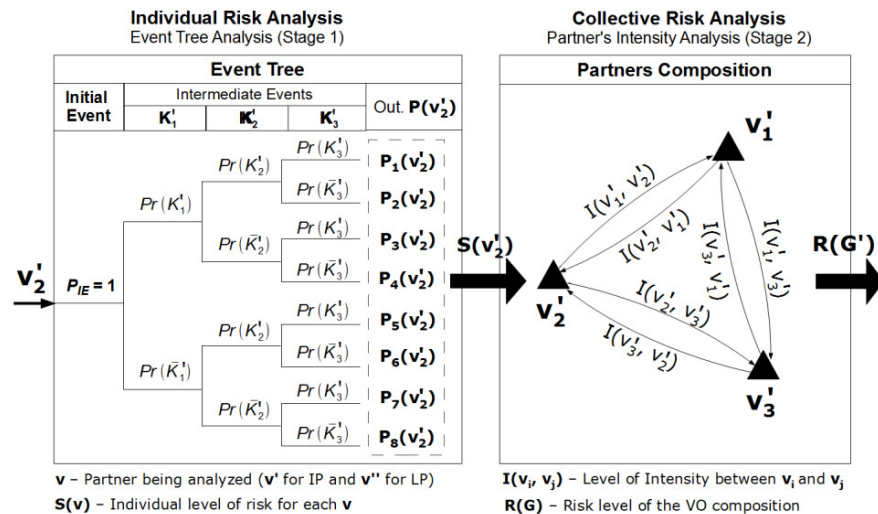 Individual Risk Analysis
Event Tree Analysis (Stage 1)
Event Tree
Initial Event
Intermediate Events
K'₁
K'₂
K'₃
Out. P(v'₂)
v'₂
P_IE = 1
Pr(K'₁)
Pr(K̄'₁)
Pr(K'₂)
Pr(K̄'₂)
Pr(K'₂)
Pr(K̄'₂)
Pr(K'₃)
Pr(K̄'₃)
Pr(K'₃)
Pr(K̄'₃)
Pr(K'₃)
Pr(K̄'₃)
Pr(K'₃)
Pr(K̄'₃)
P₁(v'₂)
P₂(v'₂)
P₃(v'₂)
P₄(v'₂)
P₅(v'₂)
P₆(v'₂)
P₇(v'₂)
P₈(v'₂)
v – Partner being analyzed (v' for IP and v'' for LP)
S(v) – Individual level of risk for each v
S(v'₂)
Collective Risk Analysis
Partner's Intensity Analysis (Stage 2)
Partners Composition
v'₁
I(v'₁, v'₂)
I(v'₂, v'₁)
I(v'₃, v'₁)
I(v'₁, v'₃)
v'₂
I(v'₂, v'₃)
I(v'₃, v'₂)
v'₃
R(G')
I(vᵢ, vⱼ) – Level of Intensity between vᵢ and vⱼ
R(G) – Risk level of the VO composition